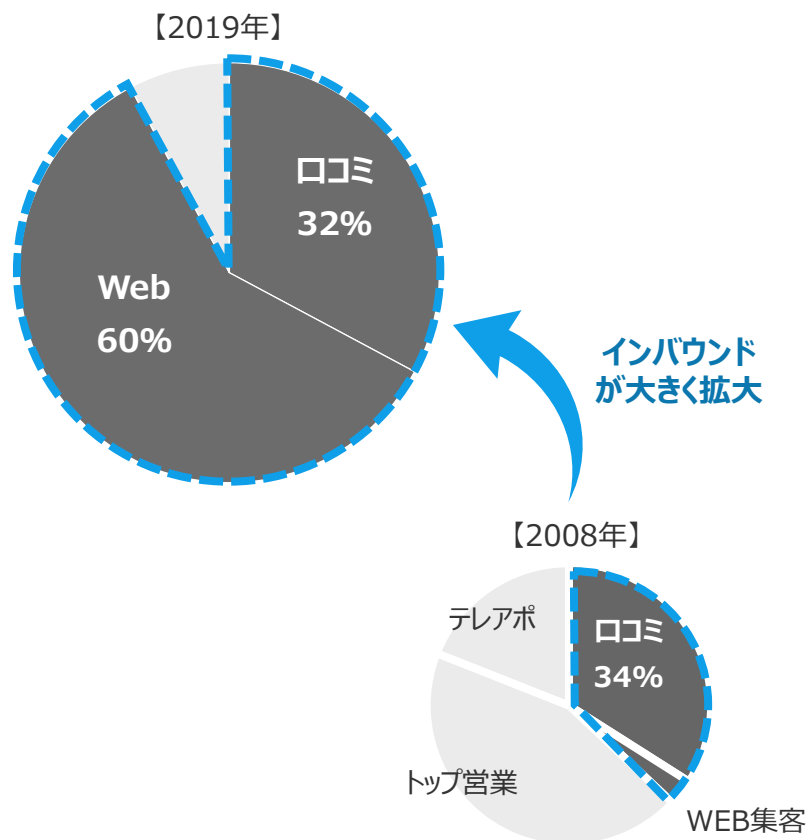 【2019年】
口コミ
32%
Web
60%
インバウンド
が大きく拡大
【2008年】
テレアポ
口コミ
34%
トップ営業
WEB集客